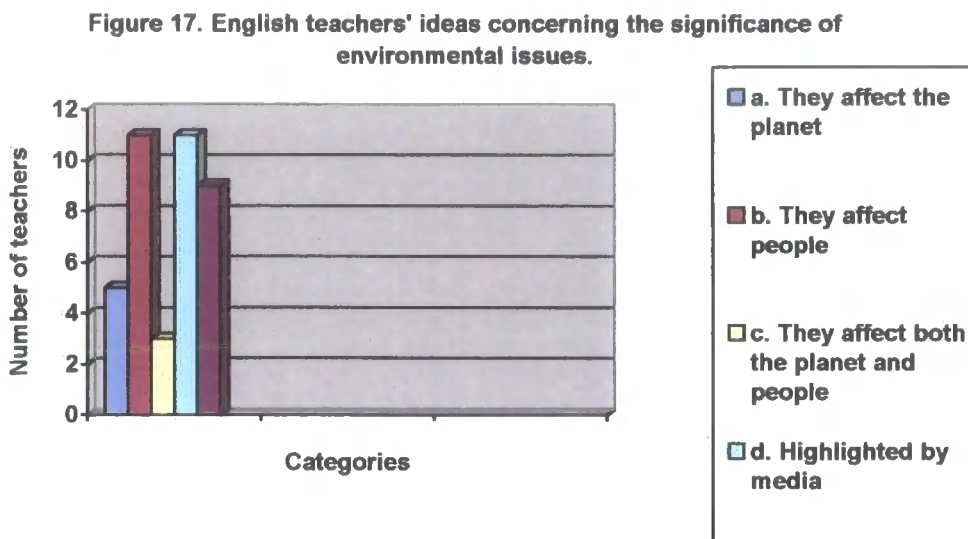 Figure 17. English teachers' ideas concerning the significance of
environmental issues.
Number of teachers
12
10
8
6
4
2
0
Categories
a. They affect the
planet
b. They affect
people
c. They affect both
the planet and
people
d. Highlighted by
media